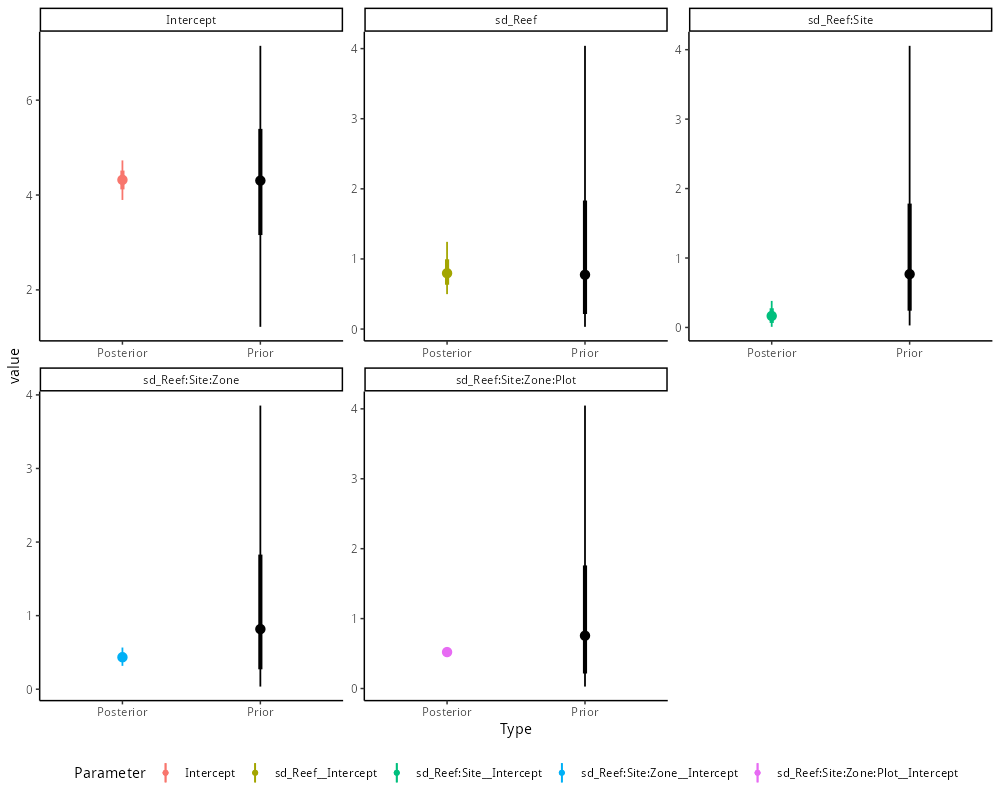 Intercept
sd_Reef
sd_Reef:Site
6
4
2
4
3
2
1
0
4
3
2
1
0
Posterior
Prior
Posterior
Prior
Posterior
Prior
value
sd_Reef:Site:Zone
sd_Reef:Site:Zone:Plot
4
3
2
1
0
4
3
2
1
0
Posterior
Prior
Posterior
Prior
Type
Parameter Intercept sd_Reef__Intercept sd_Reef:Site__Intercept sd_Reef:Site:Zone__Intercept sd_Reef:Site:Zone:Plot__Intercept